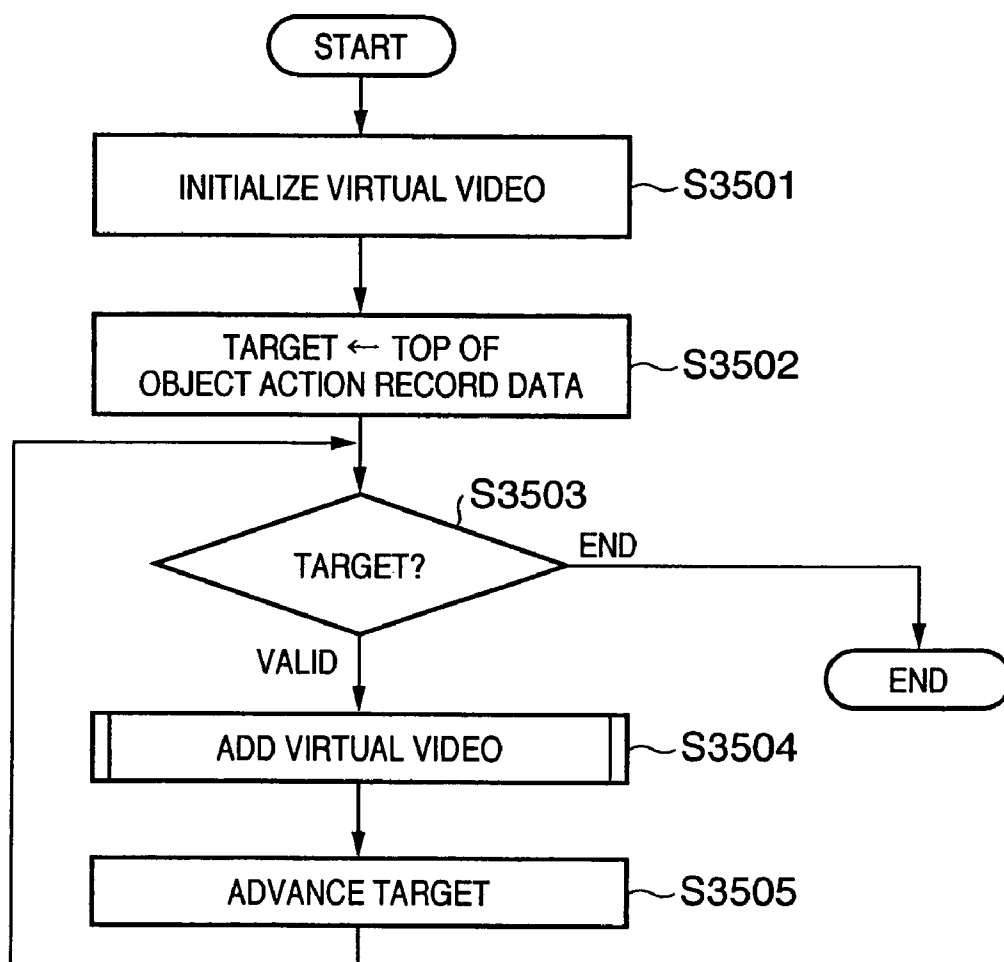 START
INITIALIZE VIRTUAL VIDEO
S3501
TARGET ← TOP OF
OBJECT ACTION RECORD DATA
S3502
S3503
TARGET?
END
VALID
END
ADD VIRTUAL VIDEO
S3504
ADVANCE TARGET
S3505